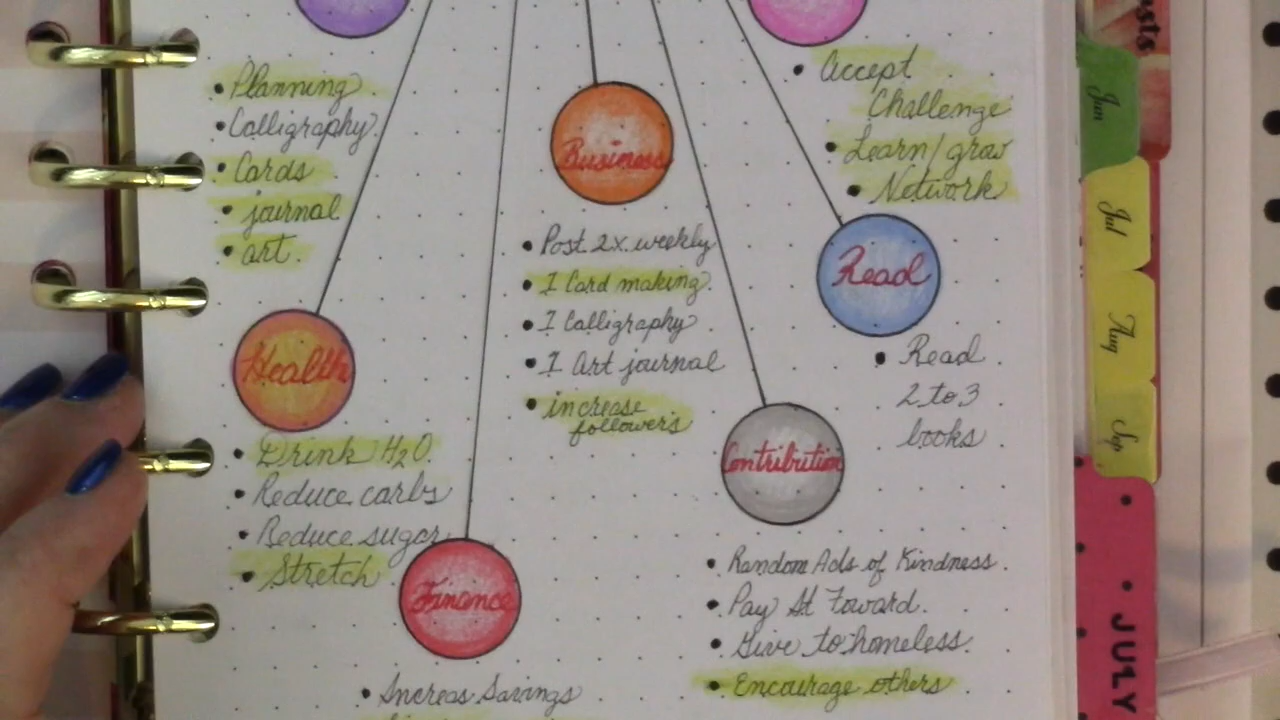 • Planning
• Calligraphy
• Cards
• journal
• art
Health
• Drink H2O
• Reduce carbs
• Reduce sugar
• Stretch
Finance
• Increas Savings
Business
• Post 2x weekly
• 1 Card making
• 1 Calligraphy
• 1 Art journal
• increase
followers
• Accept
Challenge
• Learn/grow
• Network
Read
• Read
2 to 3
books
Contribution
• Random Acts of Kindness
• Pay It Foward
• Give to homeless
• Encourage others
Jun
Jul
Aug
Sep
JULY